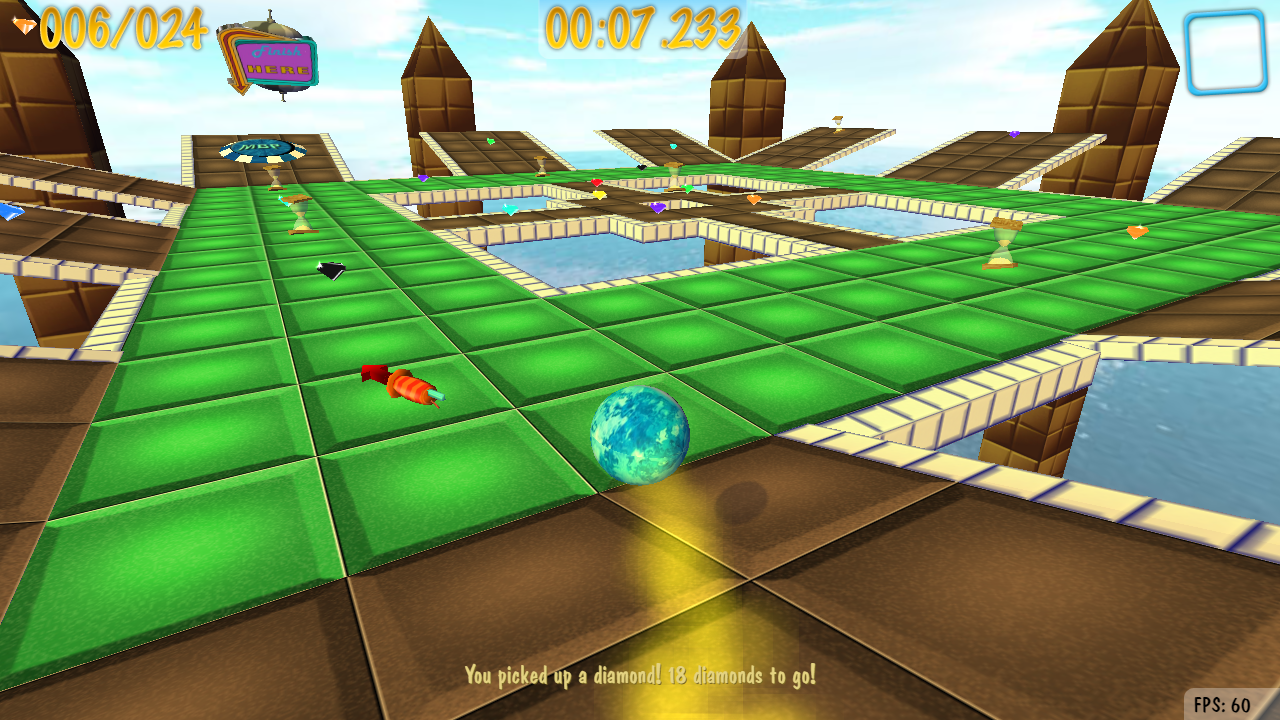 006/024
00:07.233
Finish
HERE
MBP
You picked up a diamond! 18 diamonds to go!
FPS: 60